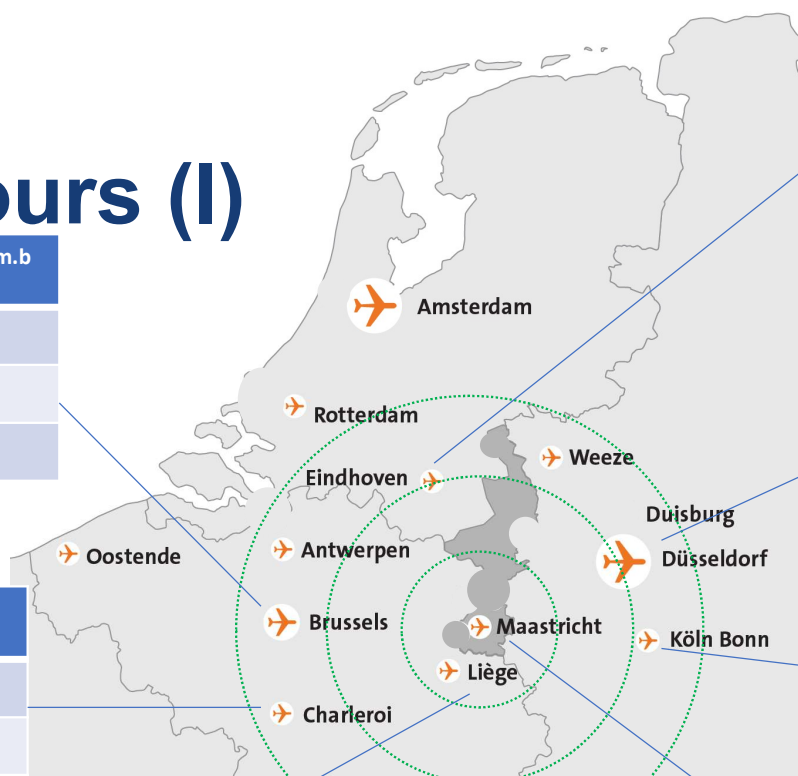 ours (I)
m.b
Amsterdam
Rotterdam
Eindhoven
Weeze
Duisburg
Antwerpen
Düsseldorf
Oostende
Brussels
Maastricht
Köln Bonn
Liège
Charleroi